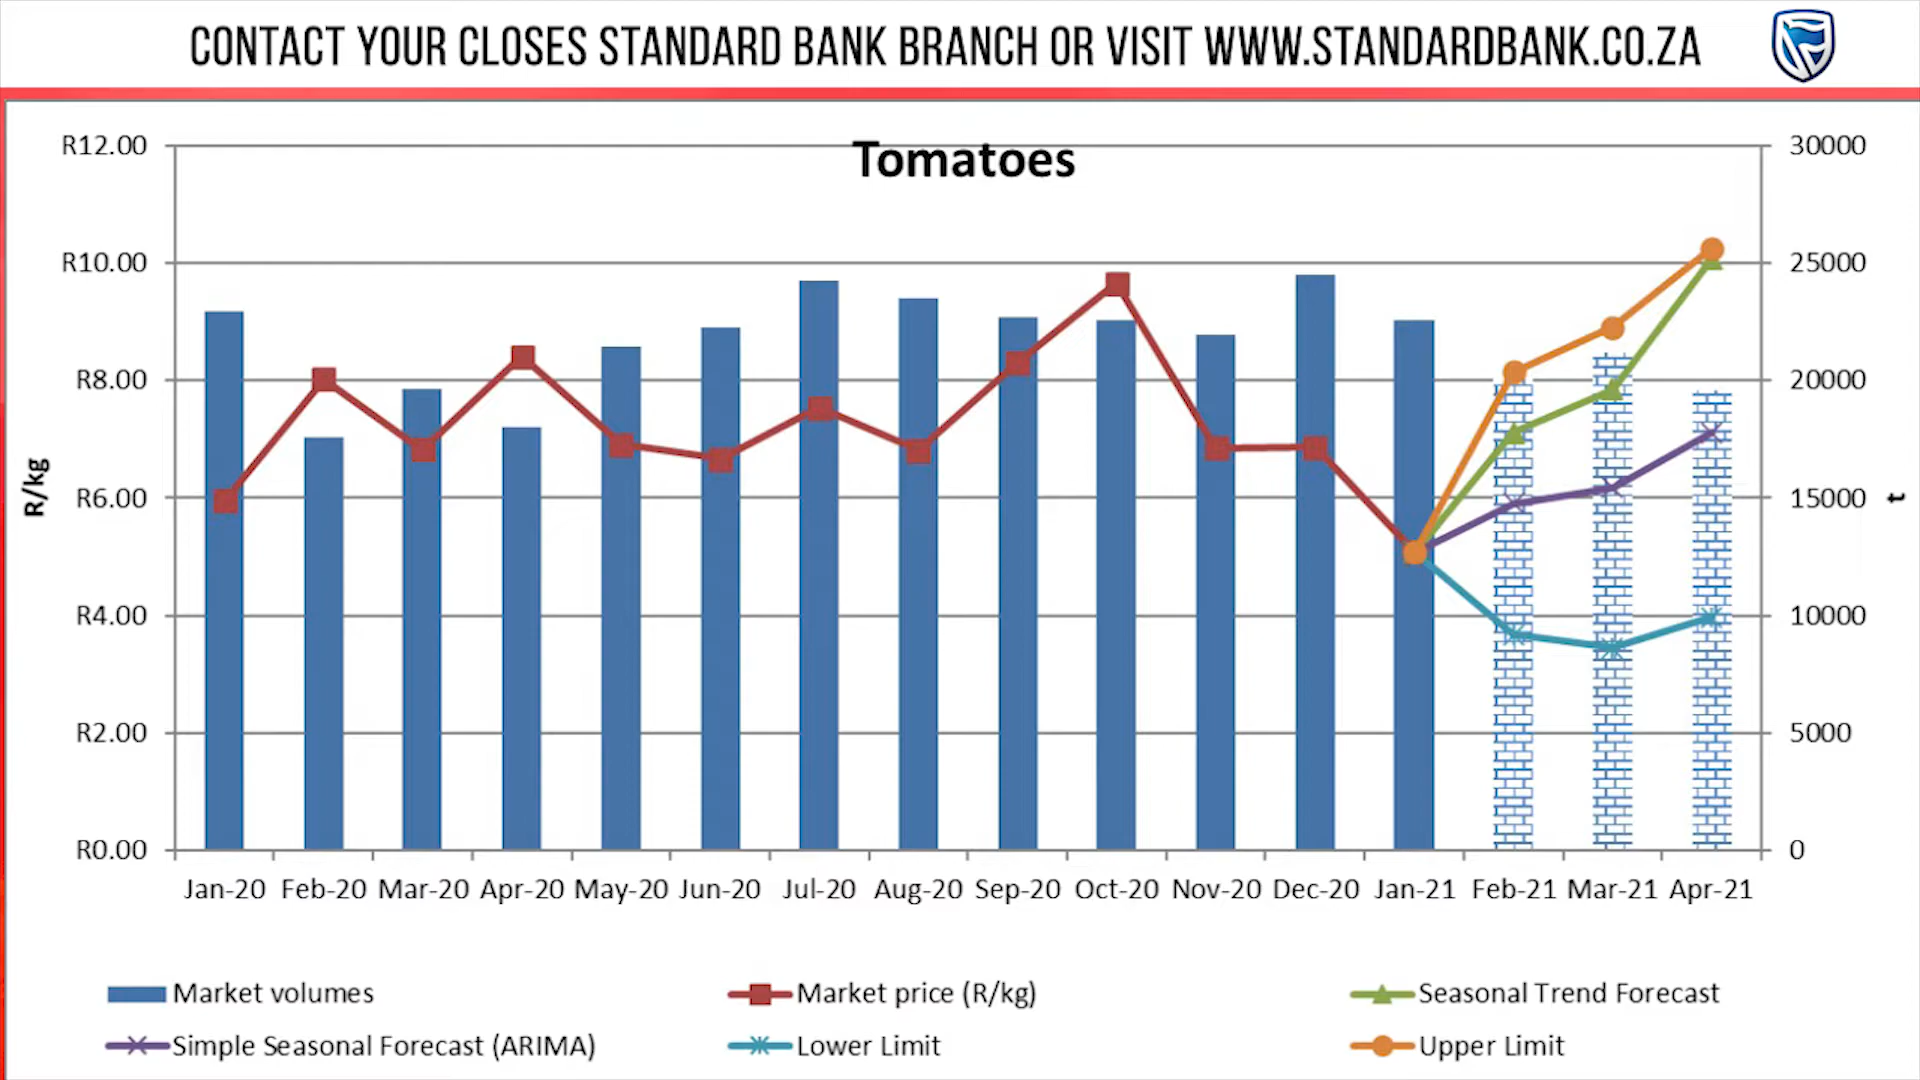 CONTACT YOUR CLOSES STANDARD BANK BRANCH OR VISIT WWW.STANDARDBANK.CO.ZA
Tomatoes
R12.00
R10.00
R8.00
R6.00
R4.00
R2.00
R0.00
R/kg
30000
25000
20000
15000
10000
5000
0
t
Jan-20 Feb-20 Mar-20 Apr-20 May-20 Jun-20 Jul-20 Aug-20 Sep-20 Oct-20 Nov-20 Dec-20 Jan-21 Feb-21 Mar-21 Apr-21
Market volumes Market price (R/kg) Seasonal Trend Forecast
Simple Seasonal Forecast (ARIMA) Lower Limit Upper Limit